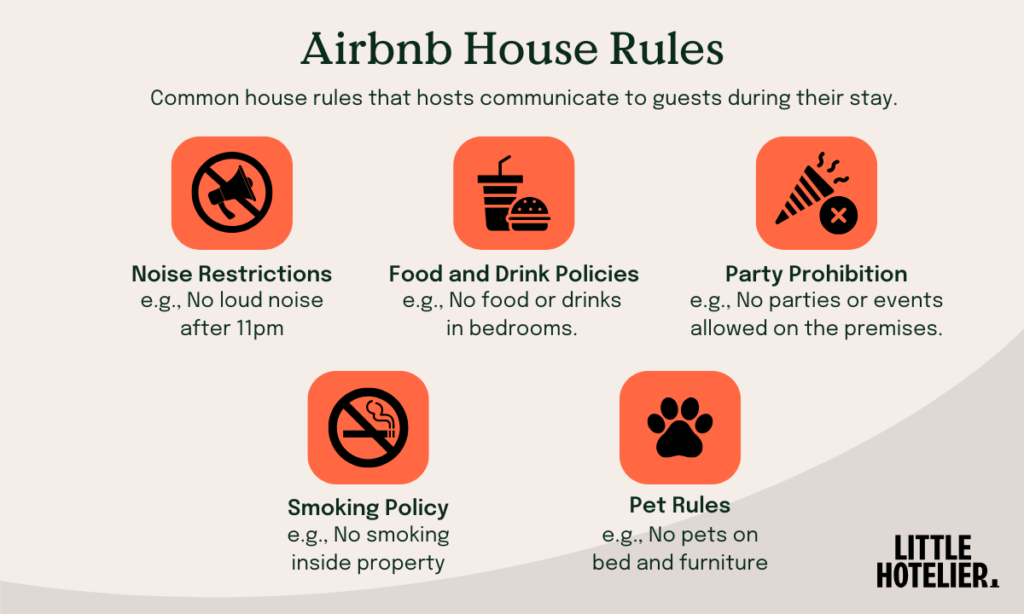 Airbnb House Rules
Common house rules that hosts communicate to guests during their stay.
Noise Restrictions
e.g., No loud noise
after 11pm
Food and Drink Policies
e.g., No food or drinks
in bedrooms.
Party Prohibition
e.g., No parties or events
allowed on the premises.
Smoking Policy
e.g., No smoking
inside property
Pet Rules
e.g., No pets on
bed and furniture
LITTLE
HOTELIER